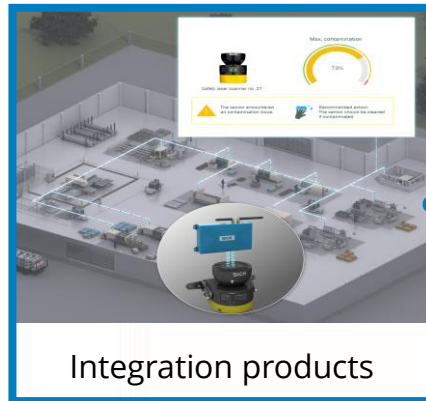 Max. contamination
73%
Safety laser scanner no. 27
The sensor encountered
an contamination issue.
Recommended action:
The sensor should be cleaned
if contaminated
SICK
SICK
Integration products